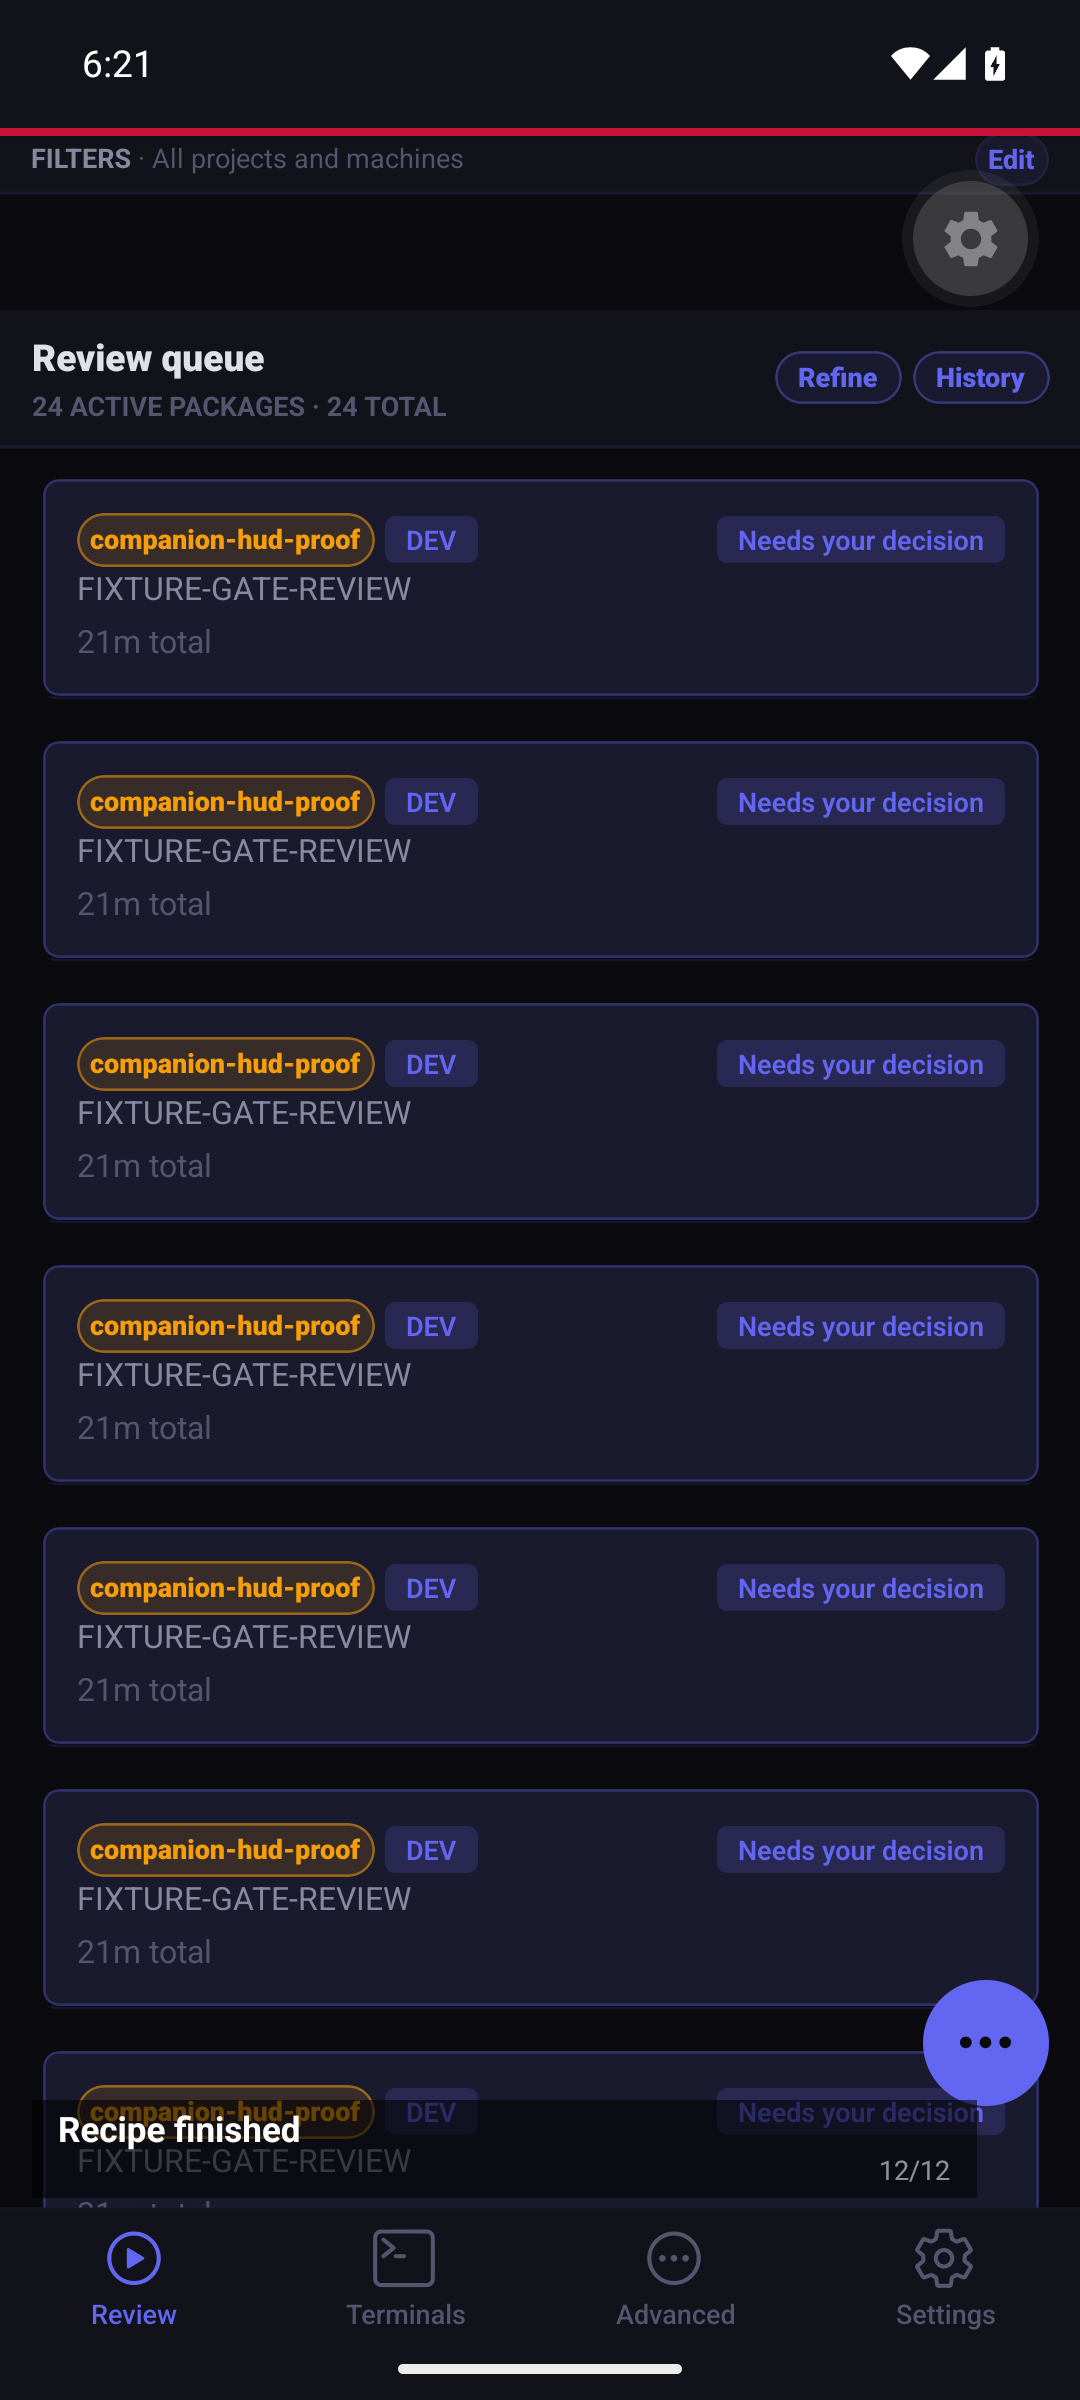 6:21
FILTERS · All projects and machines Edit
Review queue
24 ACTIVE PACKAGES · 24 TOTAL
Refine History
companion-hud-proof DEV Needs your decision
FIXTURE-GATE-REVIEW
21m total
companion-hud-proof DEV Needs your decision
FIXTURE-GATE-REVIEW
21m total
companion-hud-proof DEV Needs your decision
FIXTURE-GATE-REVIEW
21m total
companion-hud-proof DEV Needs your decision
FIXTURE-GATE-REVIEW
21m total
companion-hud-proof DEV Needs your decision
FIXTURE-GATE-REVIEW
21m total
companion-hud-proof DEV Needs your decision
FIXTURE-GATE-REVIEW
21m total
companion-hud-proof DEV Needs your decision
Recipe finished
FIXTURE-GATE-REVIEW
12/12
Review Terminals Advanced Settings